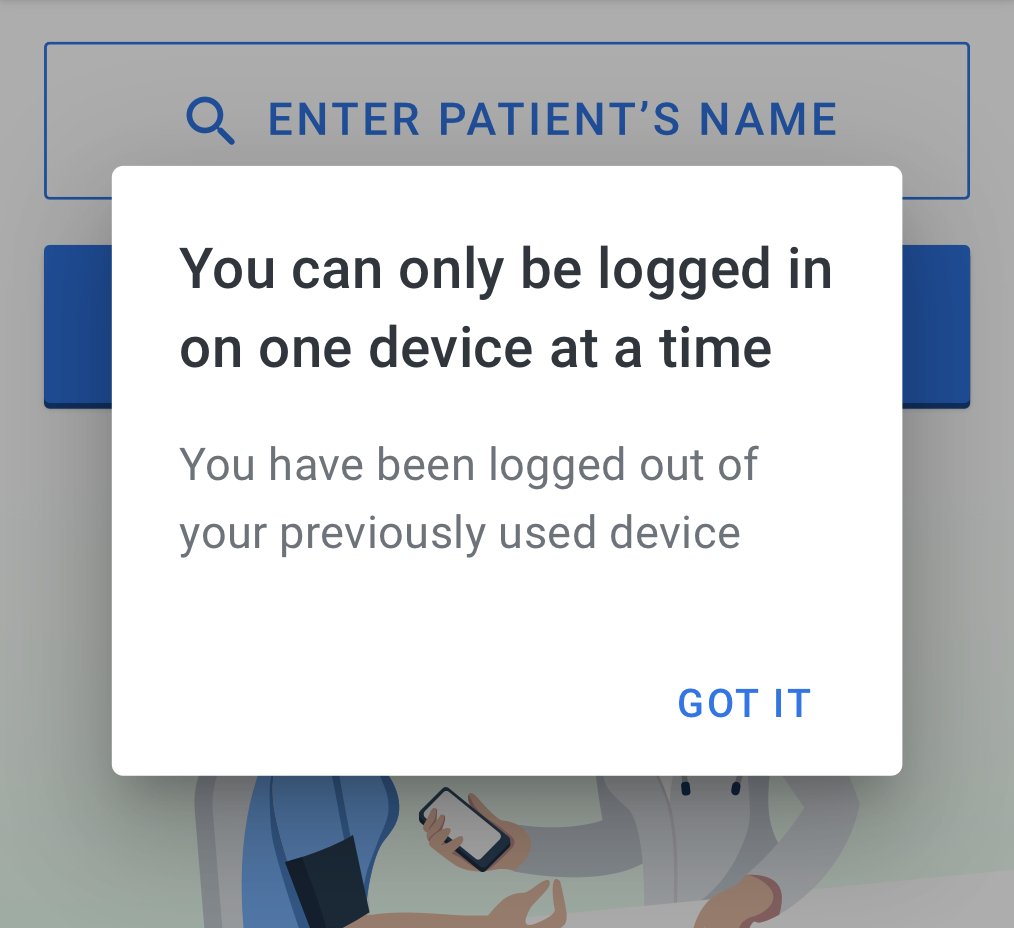 ENTER PATIENT’S NAME
You can only be logged in
on one device at a time
You have been logged out of
your previously used device
GOT IT